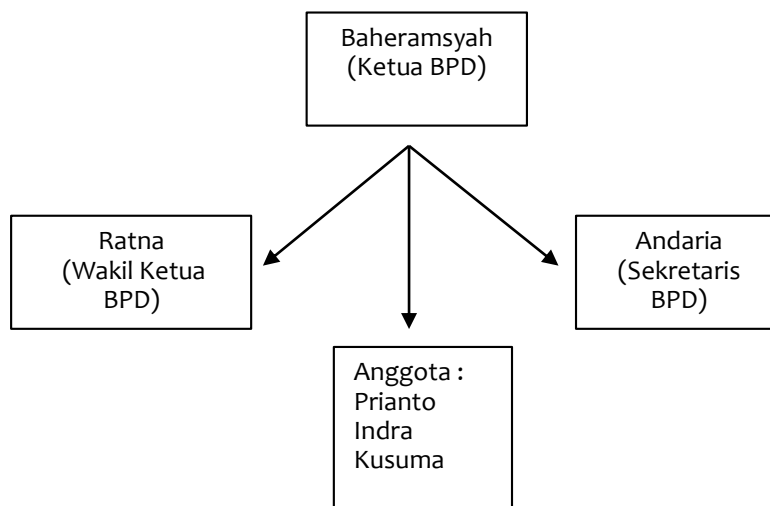 Baheramsyah
(Ketua BPD)
Ratna
(Wakil Ketua
BPD)
Andaria
(Sekretaris
BPD)
Anggota :
Prianto
Indra
Kusuma